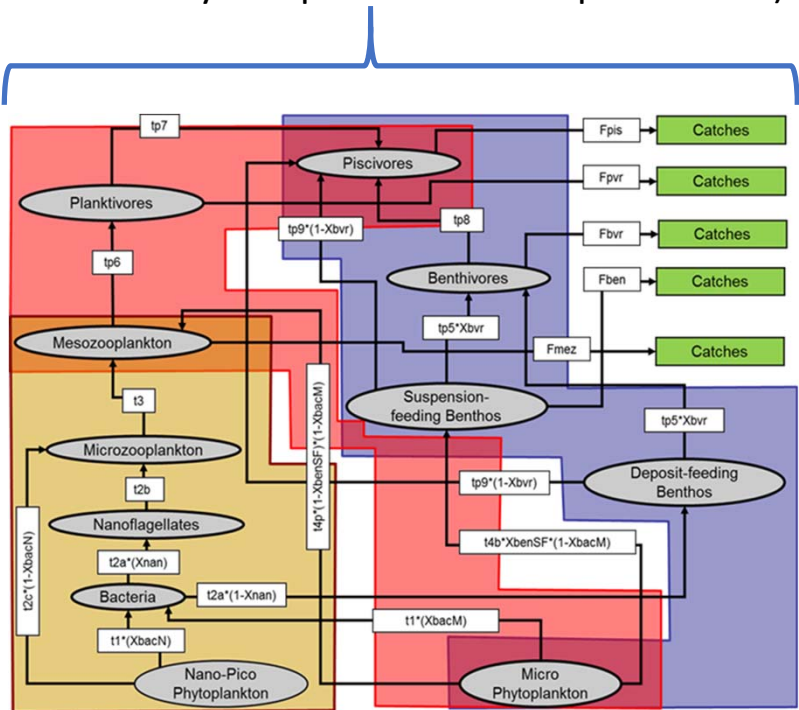 tp7
Fpis
Catches
Piscivores
Fpvr
Catches
Planktivores
tp8
tp9*(1-Xbvr)
Fbvr
Catches
tp6
Benthivores
Fben
Catches
tp5*Xbvr
Mesozooplankton
Fmez
Catches
t4p*(1-XbenSF)*(1-XbacM)
t3
Suspension-
feeding Benthos
tp5*Xbvr
Microzooplankton
Deposit-feeding
Benthos
tp9*(1-Xbvr)
t2b
Nanoflagellates
t4b*XbenSF*(1-XbacM)
t2c*(1-XbacN)
t2a*(Xnan)
Bacteria
t2a*(1-Xnan)
t1*(XbacM)
t1*(XbacN)
Nano-Pico
Phytoplankton
Micro
Phytoplankton